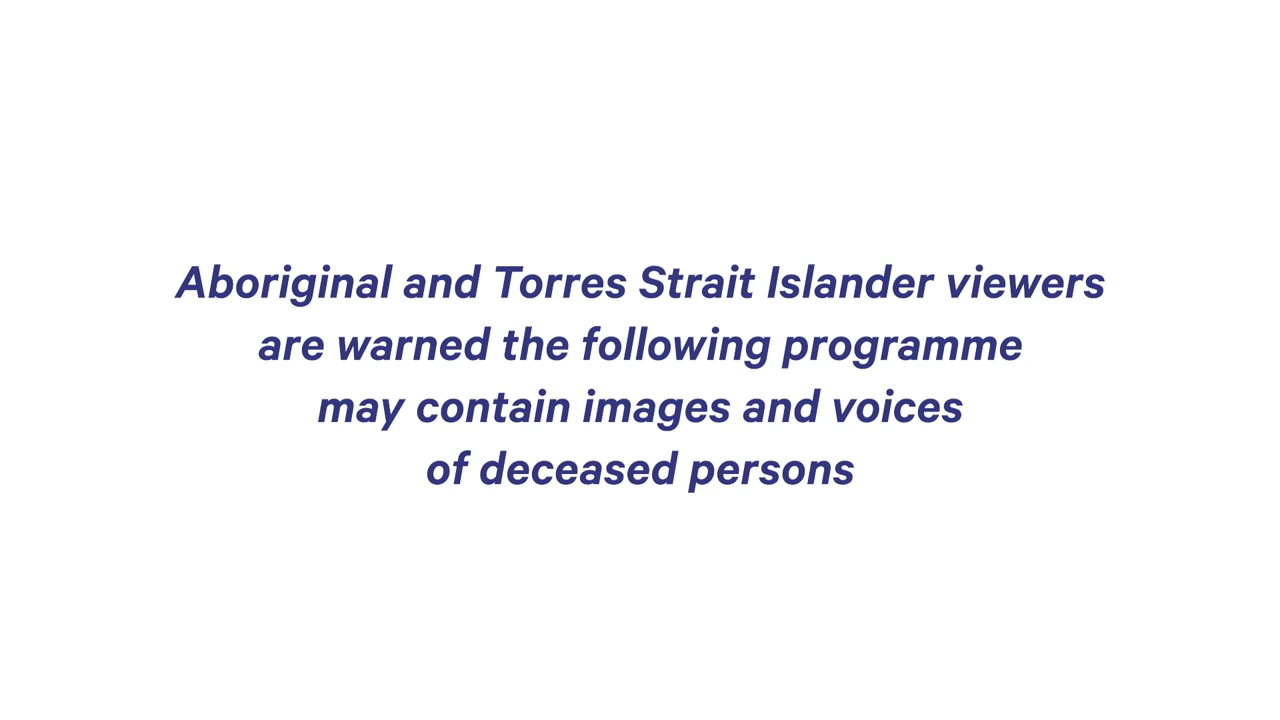 Aboriginal and Torres Strait Islander viewers
are warned the following programme
may contain images and voices
of deceased persons